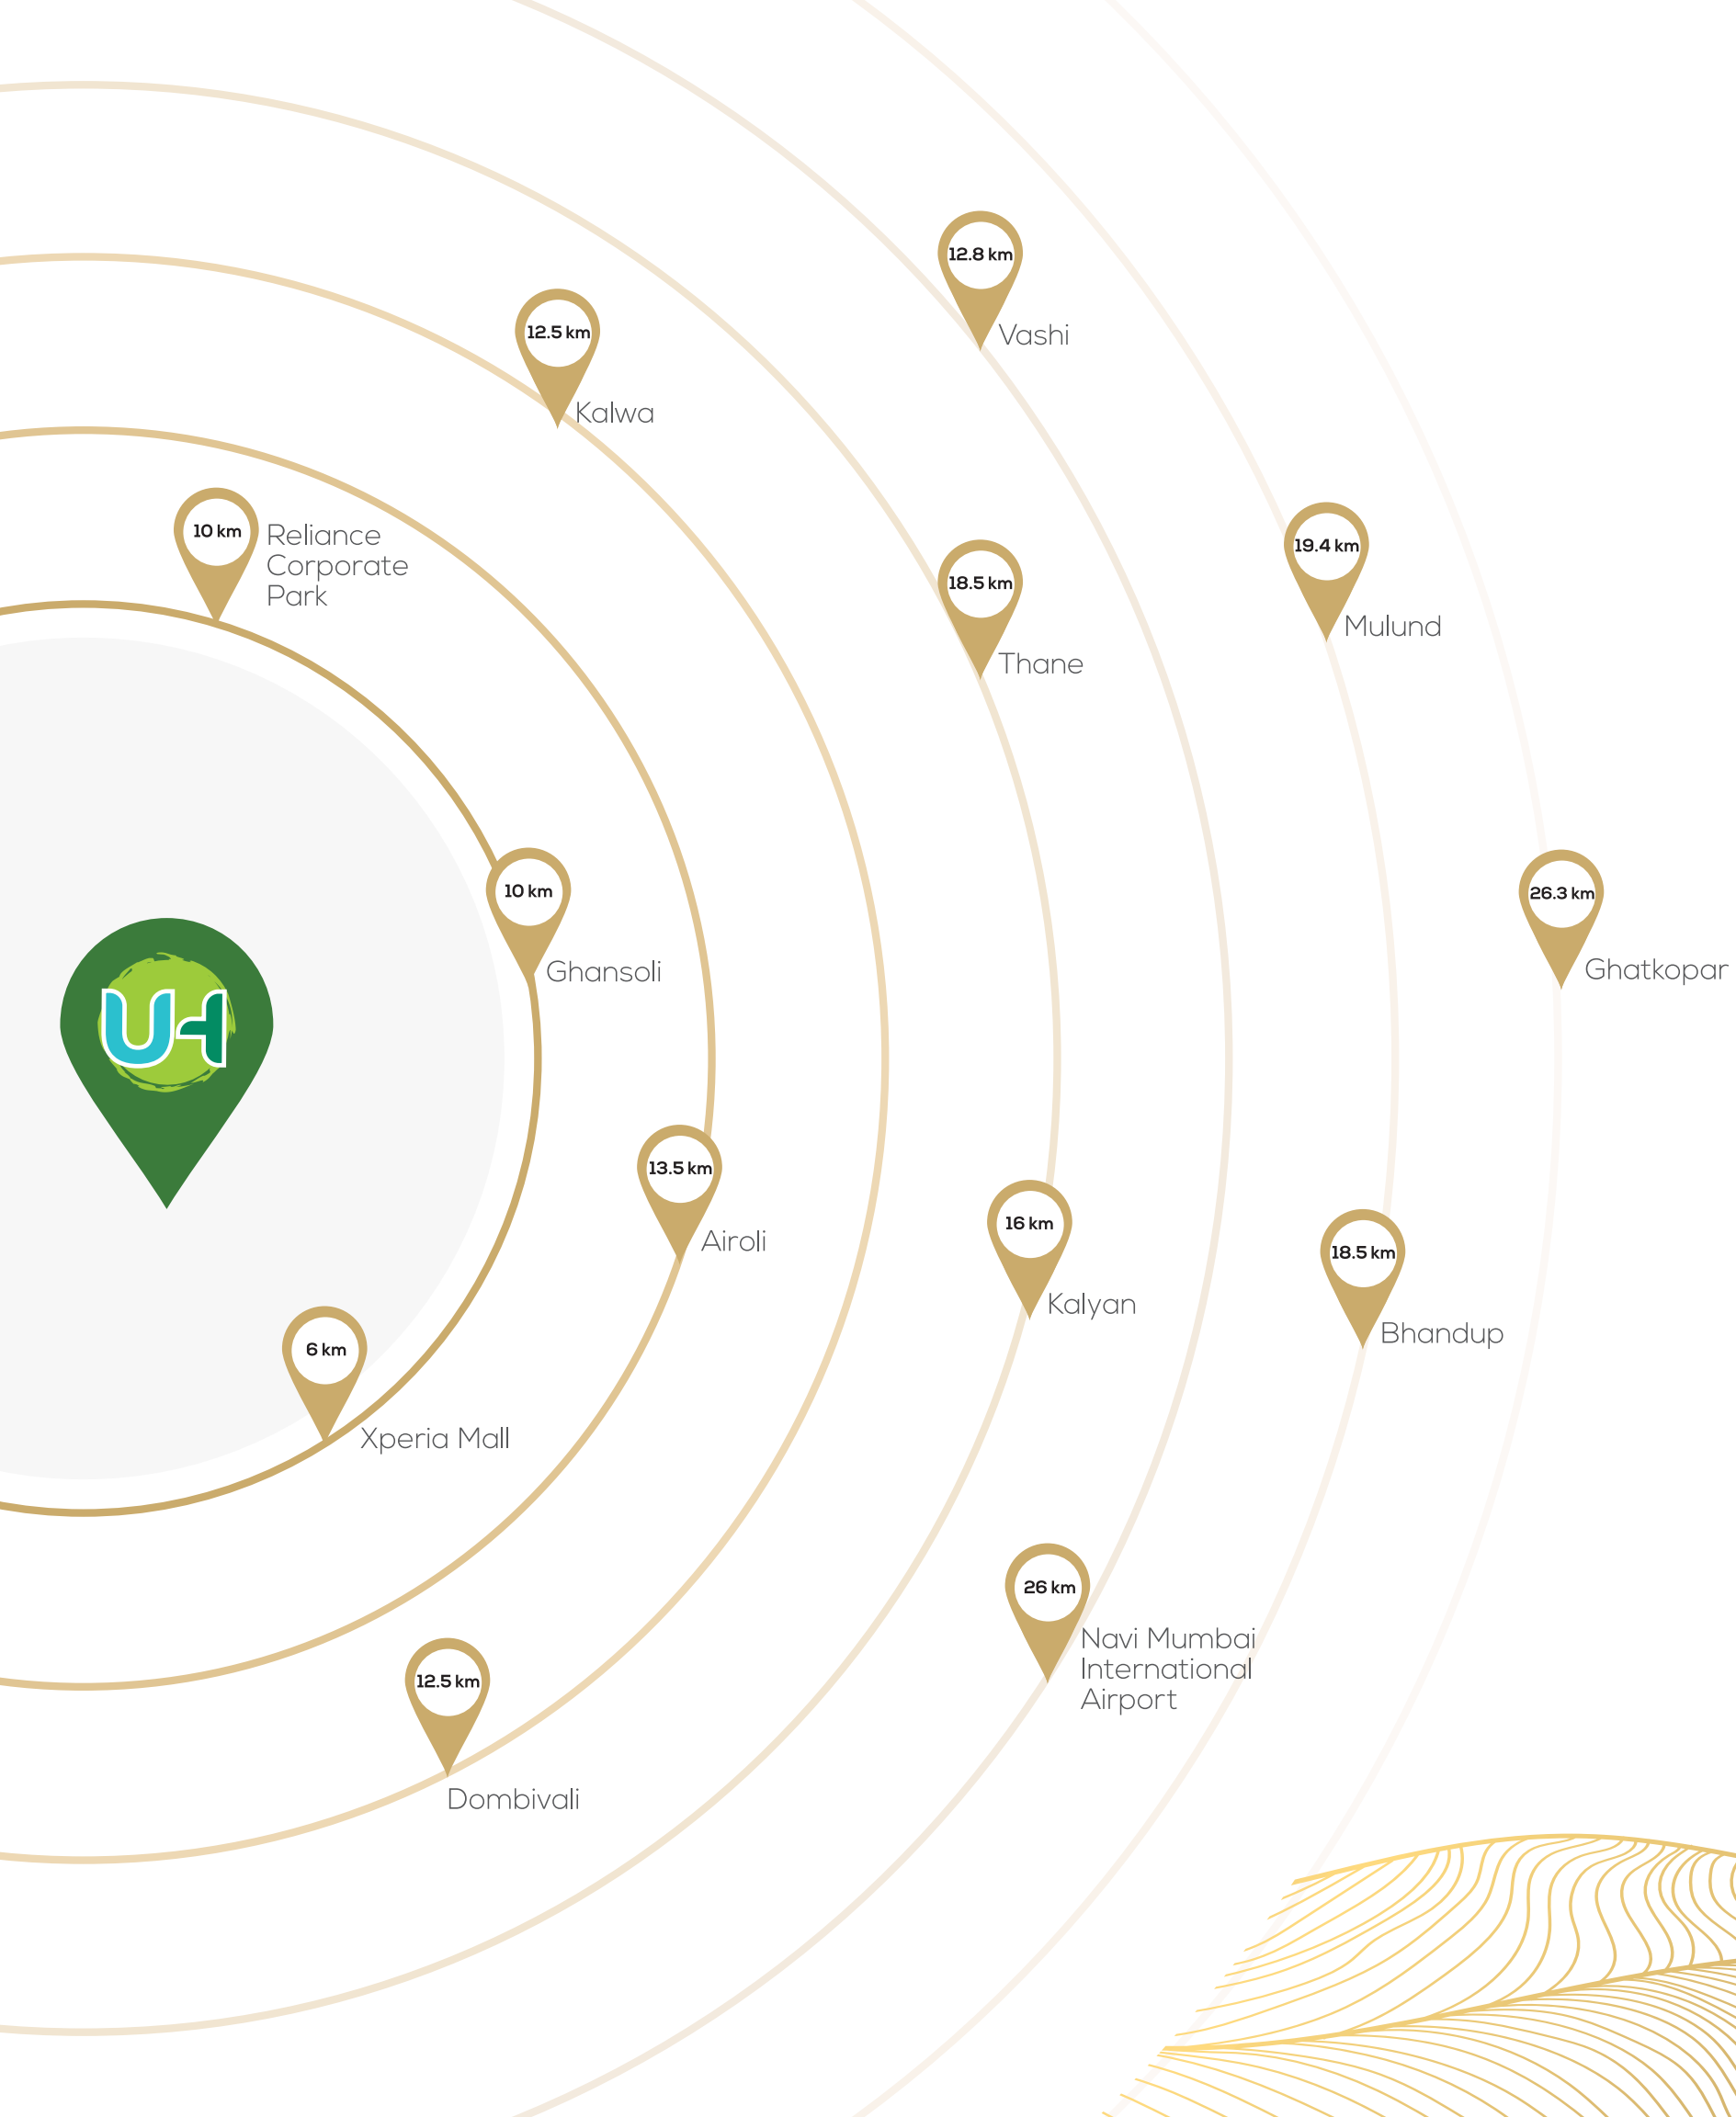 12.8 km
Vashi
12.5 km
Kalwa
10 km
Reliance
Corporate
Park
19.4 km
Mulund
18.5 km
Thane
10 km
Ghansoli
26.3 km
Ghatkopar
UH
13.5 km
Airoli
16 km
Kalyan
18.5 km
Bhandup
6 km
Xperia Mall
26 km
Navi Mumbai
International
Airport
12.5 km
Dombivali